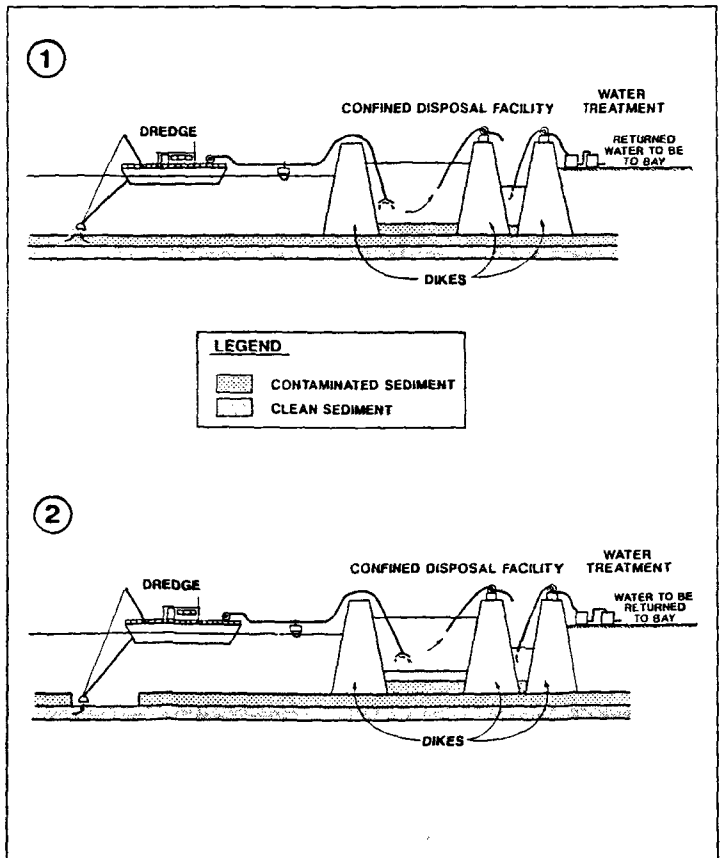 1
DREDGE
CONFINED DISPOSAL FACILITY
WATER
TREATMENT
RETURNED
WATER TO BE
TO BAY
DIKES
LEGEND
CONTAMINATED SEDIMENT
CLEAN SEDIMENT
2
DREDGE
CONFINED DISPOSAL FACILITY
WATER
TREATMENT
WATER TO BE
RETURNED
TO BAY
DIKES